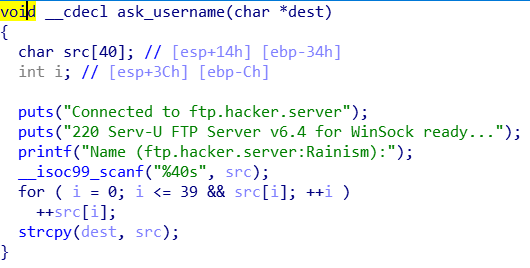 void __cdecl ask_username(char *dest)
{
  char src[40]; // [esp+14h] [ebp-34h]
  int i; // [esp+3Ch] [ebp-Ch]

  puts("Connected to ftp.hacker.server");
  puts("220 Serv-U FTP Server v6.4 for WinSock ready...");
  printf("Name (ftp.hacker.server:Rainism):");
  __isoc99_scanf("%40s", src);
  for ( i = 0; i <= 39 && src[i]; ++i )
    ++src[i];
  strcpy(dest, src);
}